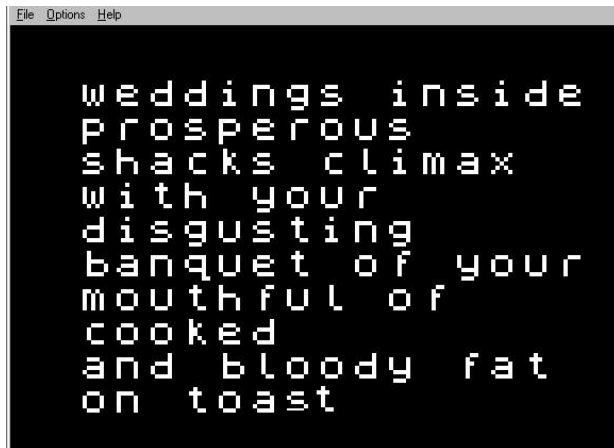 File Options Help
weddings inside
prosperous
shacks climax
with your
disgusting
banquet of your
mouthful of
cooked
and bloody fat
on toast